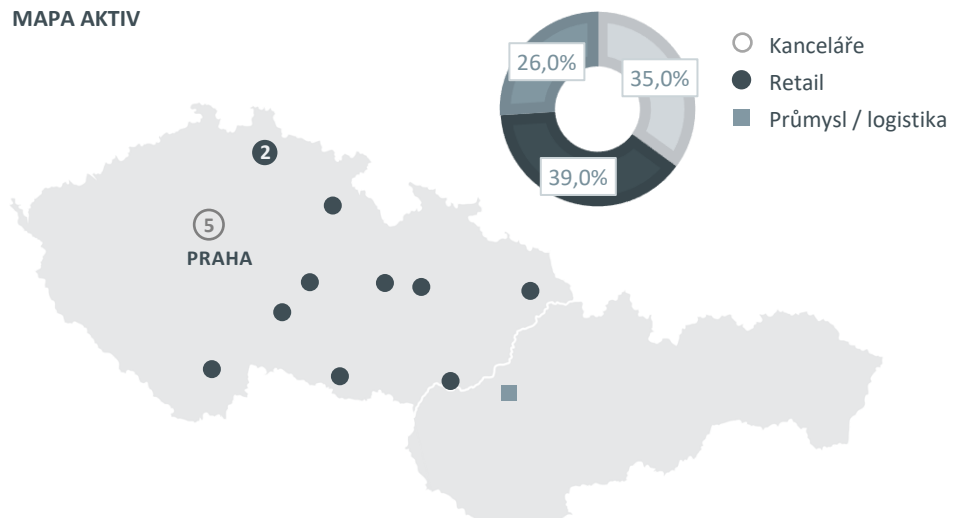 MAPA AKTIV
26,0%
35,0%
39,0%
Kanceláře
Retail
Průmysl / logistika
2
5
PRAHA